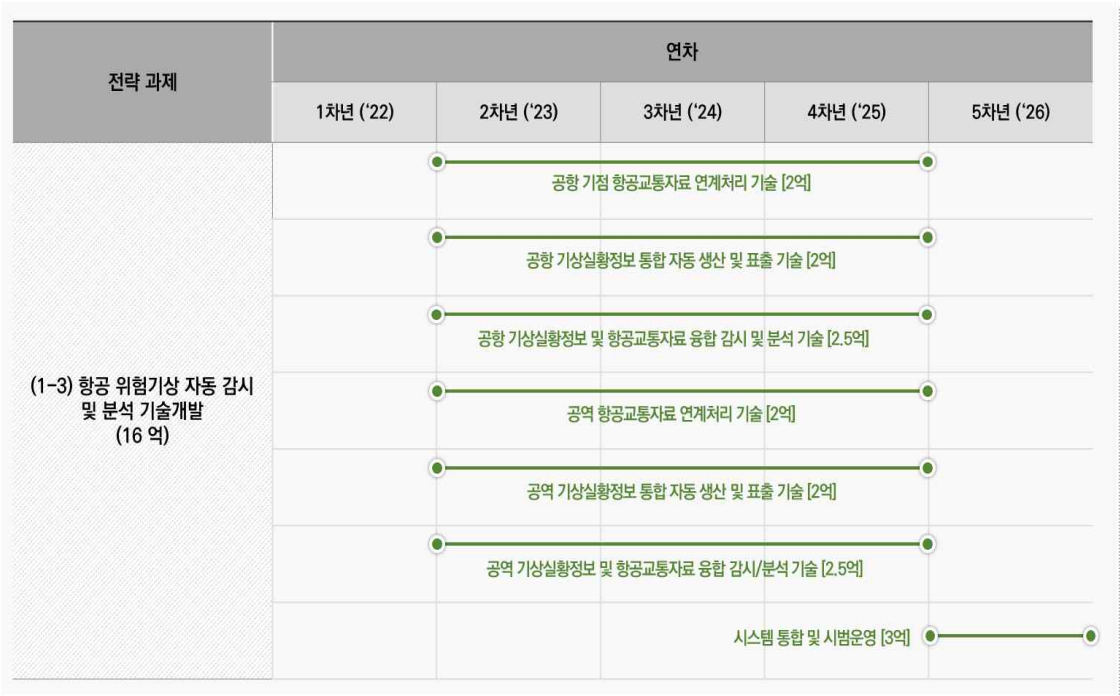 전략 과제
연차
1차년 (‘22)
2차년 (‘23)
3차년 (‘24)
4차년 (‘25)
5차년 (‘26)
(1-3) 항공 위험기상 자동 감시
및 분석 기술개발
(16 억)
공항 기점 항공교통자료 연계처리 기술 [2억]
공항 기상실황정보 통합 자동 생산 및 표출 기술 [2억]
공항 기상실황정보 및 항공교통자료 융합 감시 및 분석 기술 [2.5억]
공역 항공교통자료 연계처리 기술 [2억]
공역 기상실황정보 통합 자동 생산 및 표출 기술 [2억]
공역 기상실황정보 및 항공교통자료 융합 감시/분석 기술 [2.5억]
시스템 통합 및 시범운영 [3억]